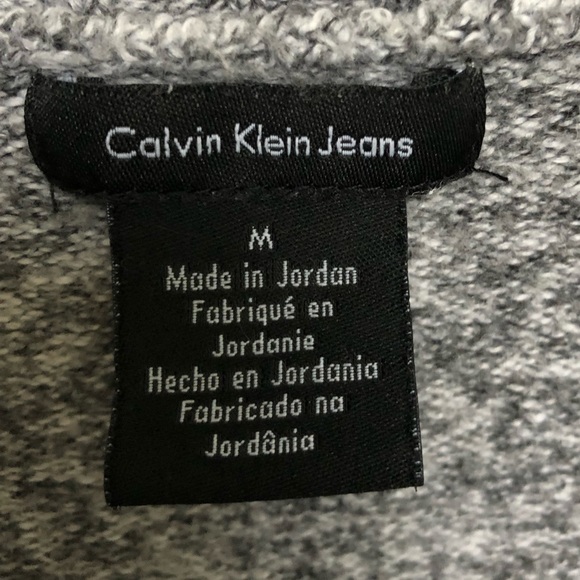 Calvin Klein Jeans
M
Made in Jordan
Fabriqué en
Jordanie
Hecho en Jordania
Fabricado na
Jordânia